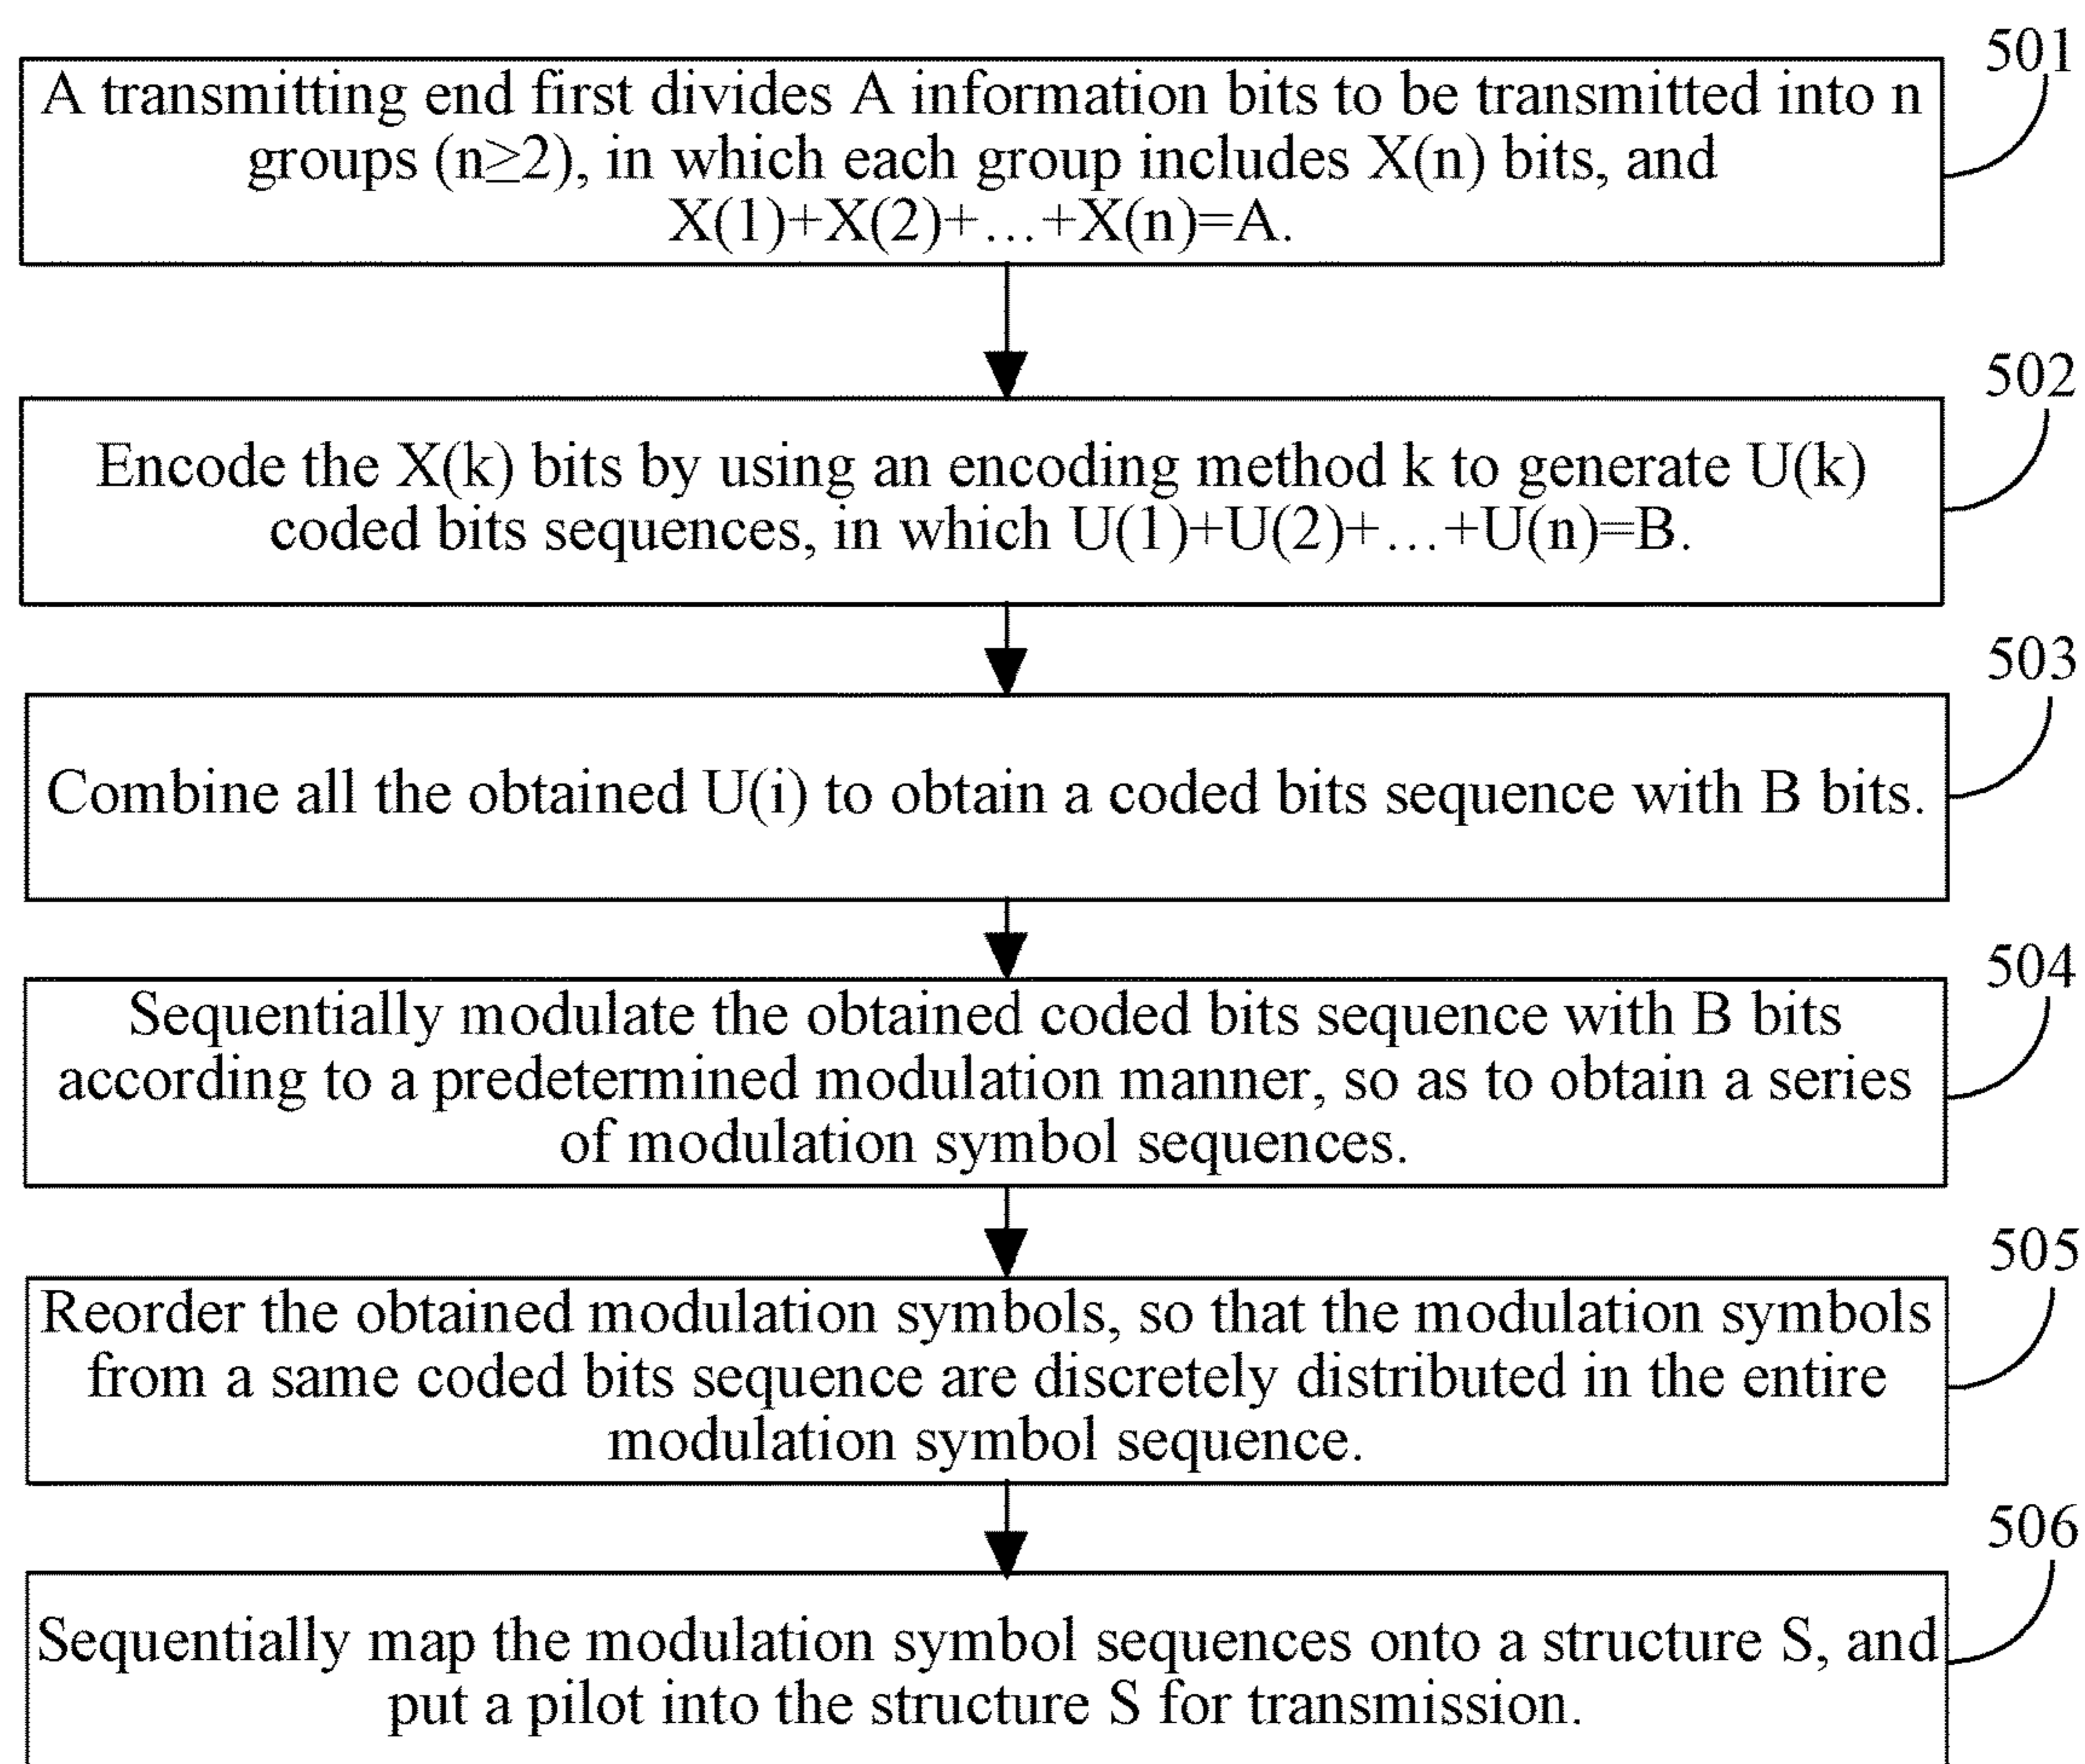 501
A transmitting end first divides A information bits to be transmitted into n
groups (n≥2), in which each group includes X(n) bits, and
X(1)+X(2)+…+X(n)=A.
502
Encode the X(k) bits by using an encoding method k to generate U(k)
coded bits sequences, in which U(1)+U(2)+…+U(n)=B.
503
Combine all the obtained U(i) to obtain a coded bits sequence with B bits.
504
Sequentially modulate the obtained coded bits sequence with B bits
according to a predetermined modulation manner, so as to obtain a series
of modulation symbol sequences.
505
Reorder the obtained modulation symbols, so that the modulation symbols
from a same coded bits sequence are discretely distributed in the entire
modulation symbol sequence.
506
Sequentially map the modulation symbol sequences onto a structure S, and
put a pilot into the structure S for transmission.